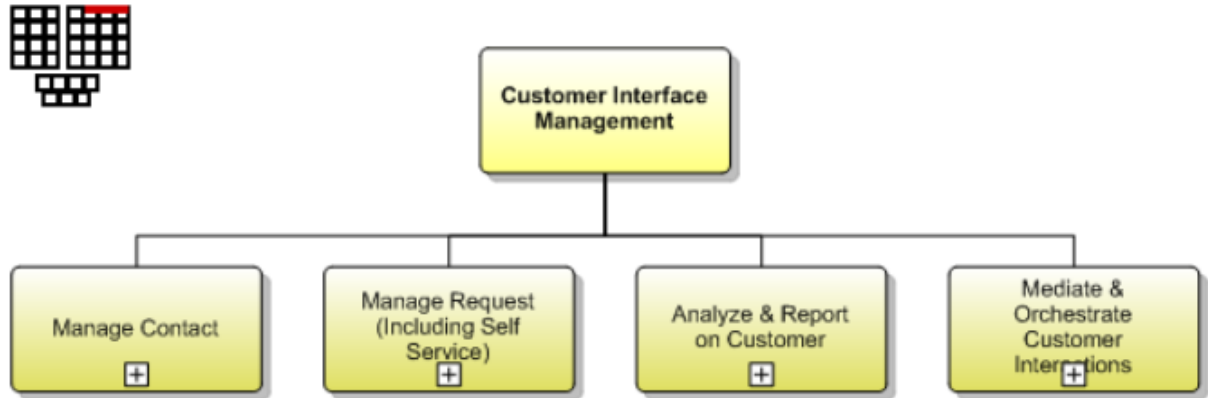 Customer Interface
Management
Manage Contact
Manage Request
(Including Self
Service)
Analyze & Report
on Customer
Mediate &
Orchestrate
Customer
Interactions